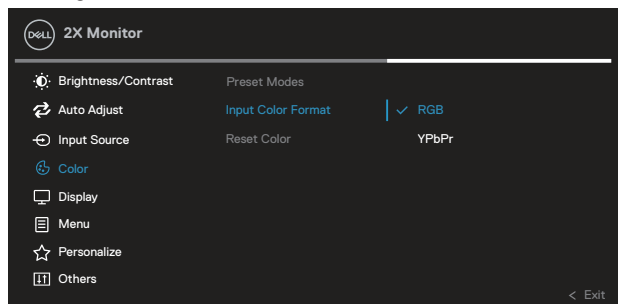 DELL 2X Monitor
Brightness/Contrast Preset Modes
Auto Adjust Input Color Format ✓ RGB
Input Source Reset Color YPbPr
Color
Display
Menu
Personalize
Others
< Exit